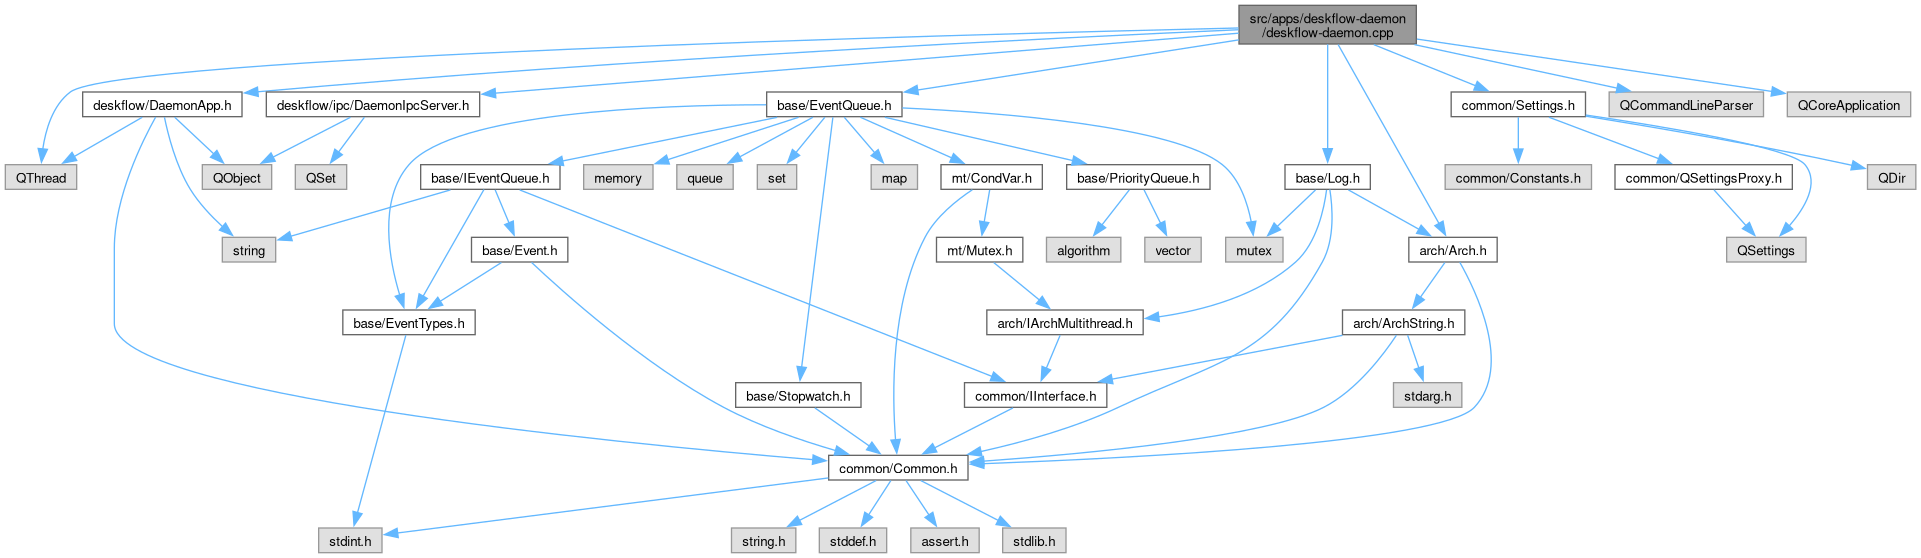 src/apps/deskflow-daemon
/deskflow-daemon.cpp
deskflow/DaemonApp.h
deskflow/ipc/DaemonIpcServer.h
base/EventQueue.h
common/Settings.h
QCommandLineParser
QCoreApplication
QThread
QObject
QSet
base/IEventQueue.h
memory
queue
set
map
mt/CondVar.h
base/PriorityQueue.h
base/Log.h
common/Constants.h
common/QSettingsProxy.h
QDir
string
base/Event.h
mt/Mutex.h
algorithm
vector
mutex
arch/Arch.h
QSettings
base/EventTypes.h
arch/IArchMultithread.h
arch/ArchString.h
base/Stopwatch.h
common/IInterface.h
stdarg.h
common/Common.h
stdint.h
string.h
stddef.h
assert.h
stdlib.h